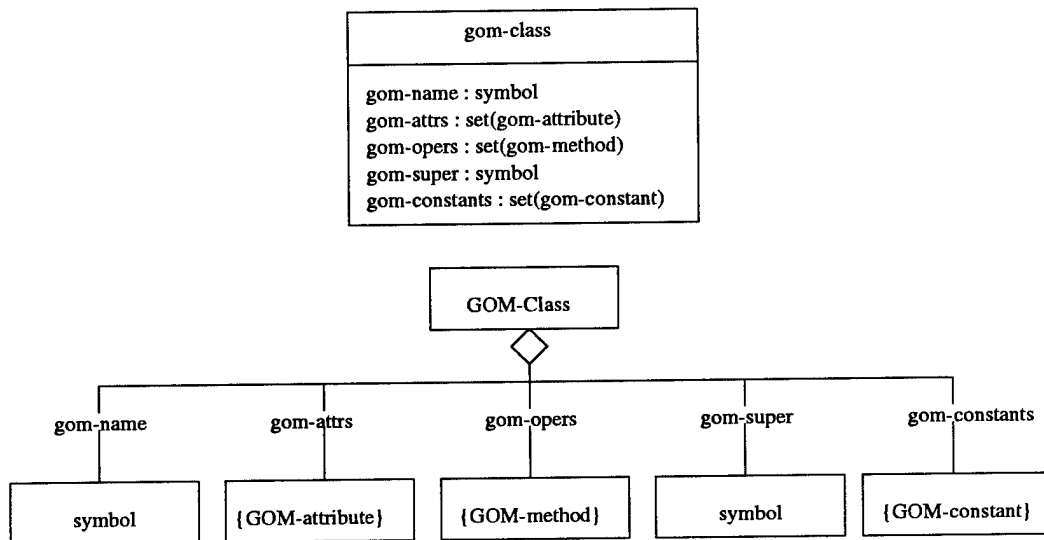 gom-class
gom-name : symbol
gom-attrs : set(gom-attribute)
gom-opers : set(gom-method)
gom-super : symbol
gom-constants : set(gom-constant)
GOM-Class
gom-name gom-attrs gom-opers gom-super gom-constants
symbol {GOM-attribute} {GOM-method} symbol {GOM-constant}